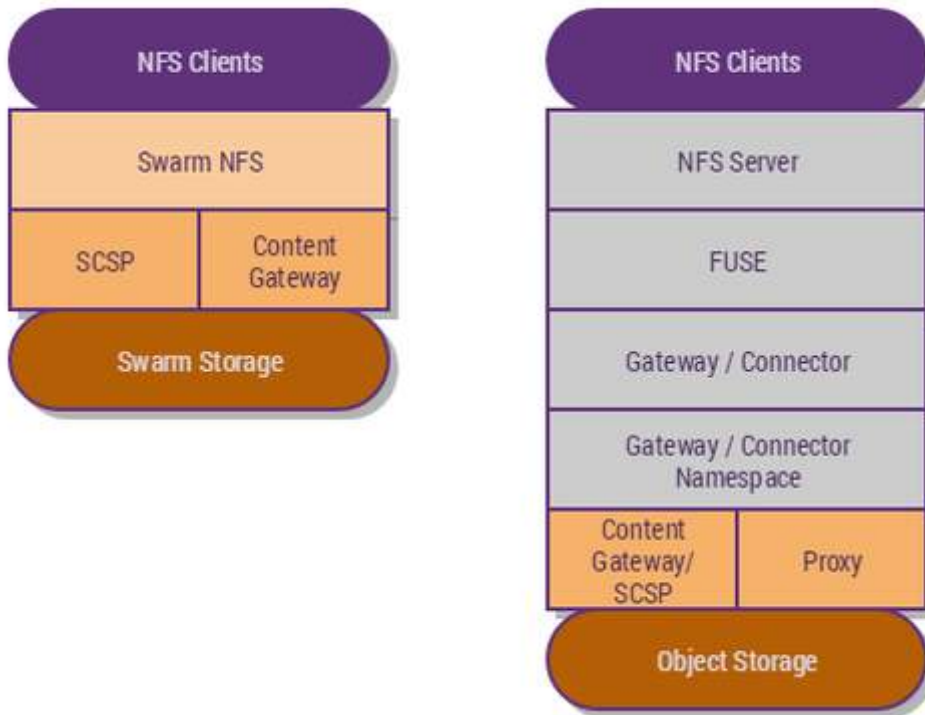 NFS Clients
Swarm NFS
SCSP
Content
Gateway
Swarm Storage
NFS Clients
NFS Server
FUSE
Gateway / Connector
Gateway / Connector
Namespace
Content
Gateway/
SCSP
Proxy
Object Storage